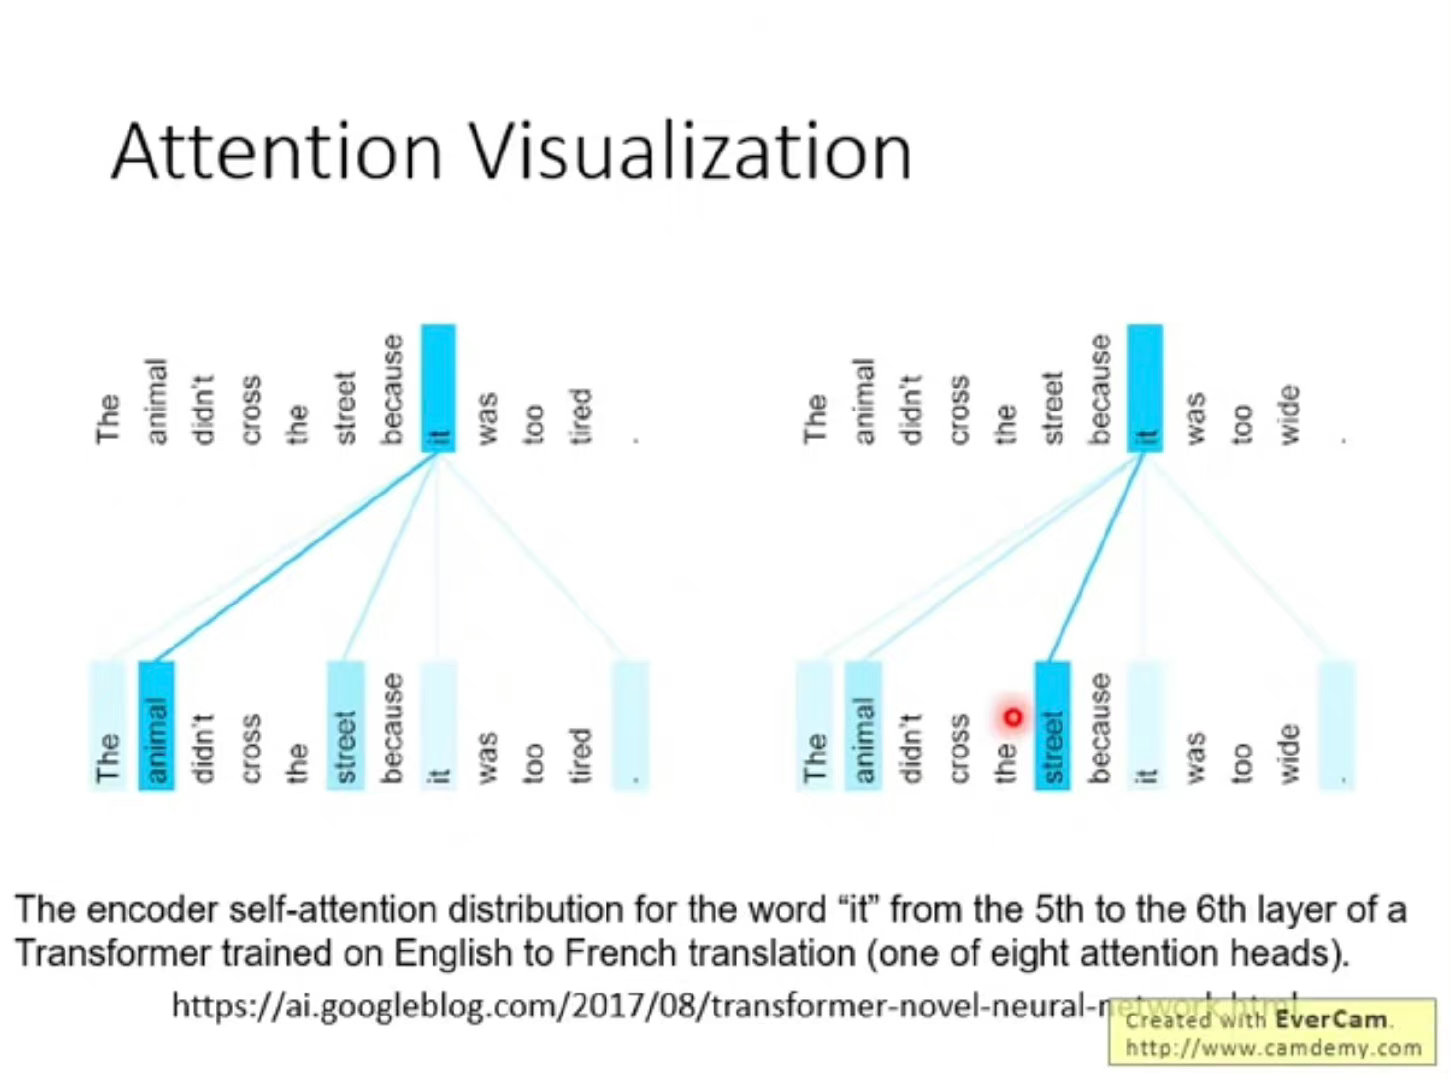 Attention Visualization
The animal didn't cross the street because it was too tired .
The animal didn't cross the street because it was too wide .
The animal didn't cross the street because it was too tired .
The animal didn't cross the street because it was too wide .
The encoder self-attention distribution for the word “it” from the 5th to the 6th layer of a
Transformer trained on English to French translation (one of eight attention heads).
https://ai.googleblog.com/2017/08/transformer-novel-neural-network.html
Created with EverCam.
http://www.camdemy.com